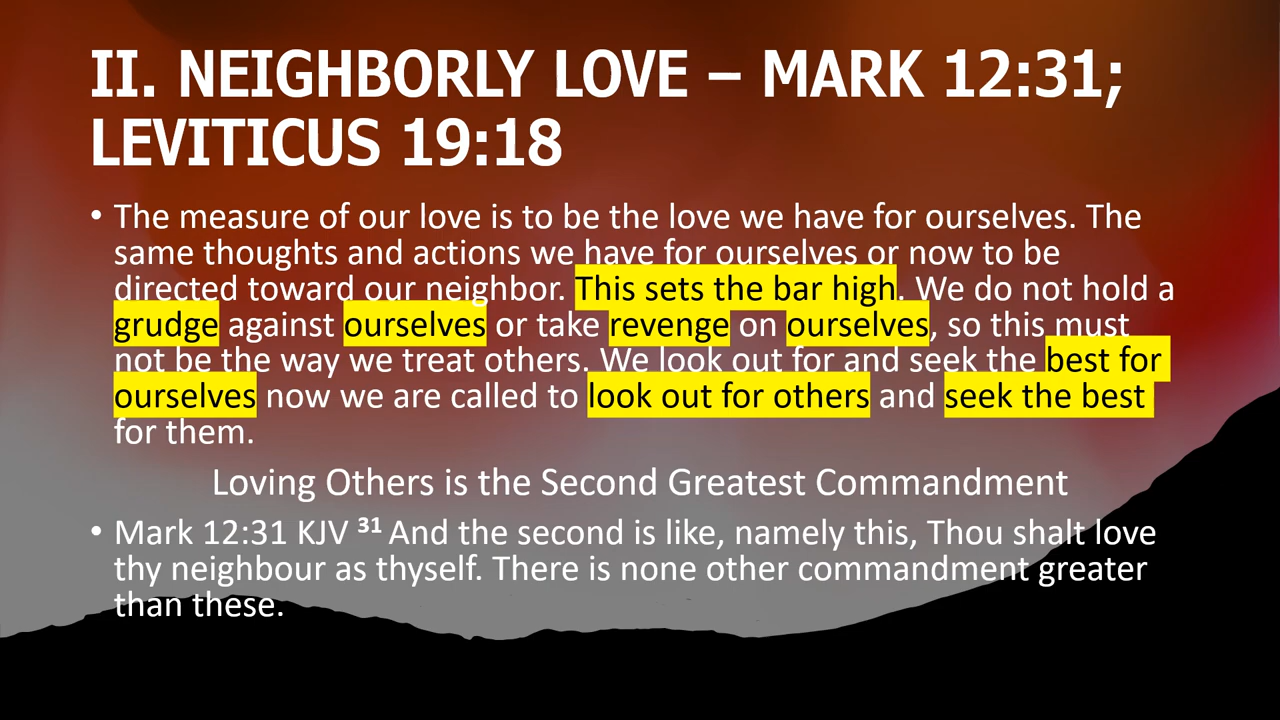 II. NEIGHBORLY LOVE – MARK 12:31;
LEVITICUS 19:18
• The measure of our love is to be the love we have for ourselves. The
same thoughts and actions we have for ourselves or now to be
directed toward our neighbor. This sets the bar high. We do not hold a
grudge against ourselves or take revenge on ourselves, so this must
not be the way we treat others. We look out for and seek the best for
ourselves now we are called to look out for others and seek the best
for them.
Loving Others is the Second Greatest Commandment
• Mark 12:31 KJV ³¹ And the second is like, namely this, Thou shalt love
thy neighbour as thyself. There is none other commandment greater
than these.